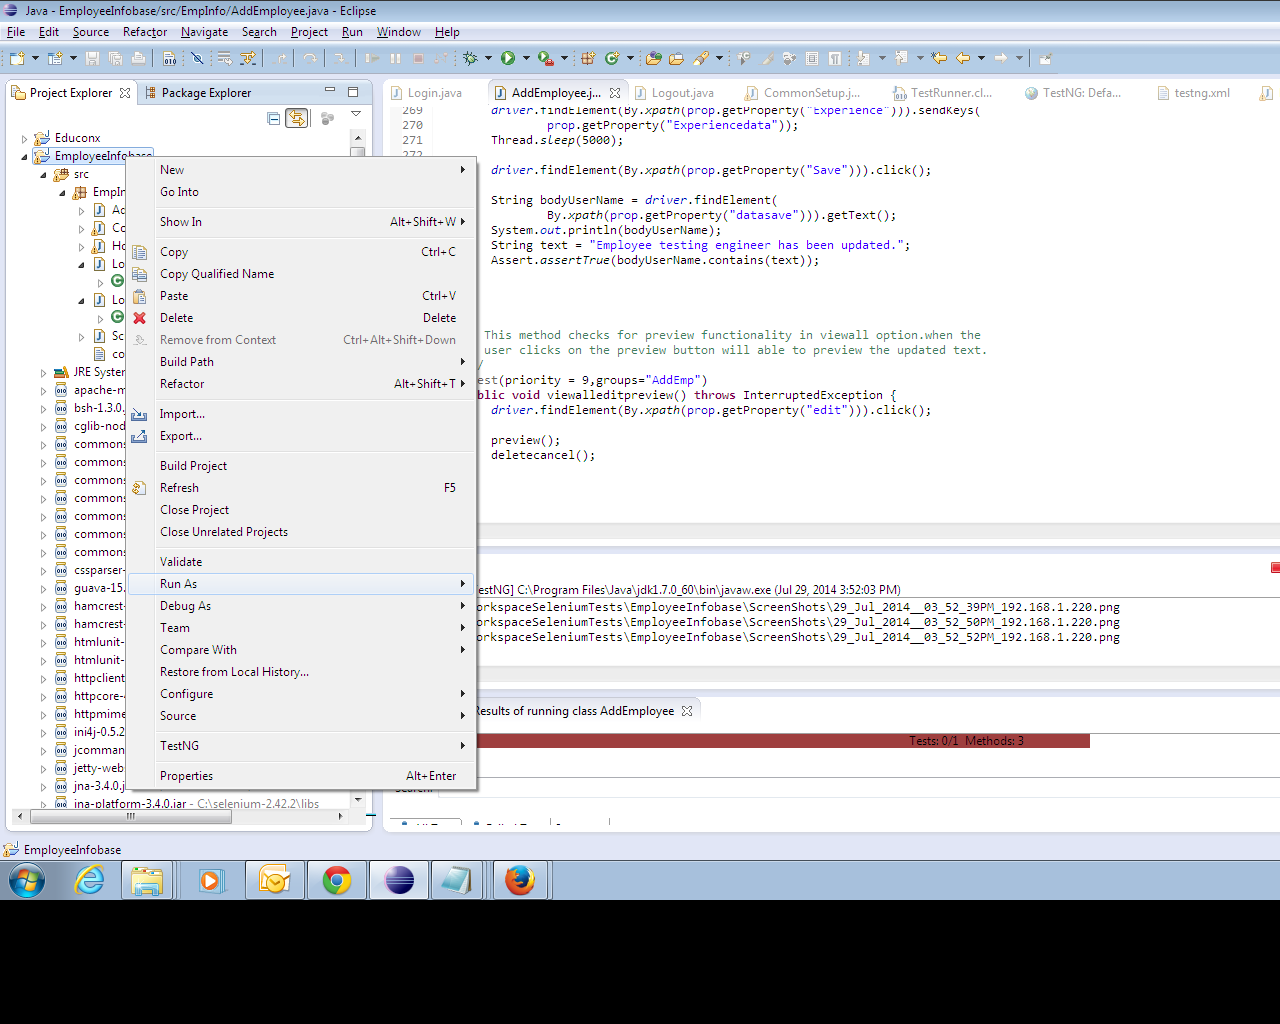 Java - EmployeeInfobase/src/EmpInfo/AddEmployee.java - Eclipse
File Edit Source Refactor Navigate Search Project Run Window Help
Project Explorer Package Explorer
Educonx
EmployeeInfobase
src
EmpIn
Ad
Co
Ho
Lo
Lo
Sc
co
JRE System
apache-m
bsh-1.3.0.
cglib-nod
commons
commons
commons
commons
commons
commons
commons
cssparser-
guava-15.
hamcrest-
hamcrest-
htmlunit-
htmlunit-
httpclient
httpcore-
httpmime
ini4j-0.5.2
jcomman
jetty-web
jna-3.4.0.j
jna-platform-3.4.0.jar - C:\selenium-2.42.2\libs
New
Go Into
Show In Alt+Shift+W
Copy Ctrl+C
Copy Qualified Name
Paste Ctrl+V
Delete Delete
Remove from Context Ctrl+Alt+Shift+Down
Build Path
Refactor Alt+Shift+T
Import...
Export...
Build Project
Refresh F5
Close Project
Close Unrelated Projects
Validate
Run As
Debug As
Team
Compare With
Restore from Local History...
Configure
Source
TestNG
Properties Alt+Enter
Login.java AddEmployee.j... Logout.java CommonSetup.j... TestRunner.cl... TestNG: Defa... testng.xml
269 driver.findElement(By.xpath(prop.getProperty("Experience"))).sendKeys(
270 prop.getProperty("Experiencedata"));
271 Thread.sleep(5000);
272
driver.findElement(By.xpath(prop.getProperty("Save"))).click();
String bodyUserName = driver.findElement(
By.xpath(prop.getProperty("datasave"))).getText();
System.out.println(bodyUserName);
String text = "Employee testing engineer has been updated.";
Assert.assertTrue(bodyUserName.contains(text));
This method checks for preview functionality in viewall option.when the
user clicks on the preview button will able to preview the updated text.
/
est(priority = 9,groups="AddEmp")
blic void viewalleditpreview() throws InterruptedException {
driver.findElement(By.xpath(prop.getProperty("edit"))).click();
preview();
deletecancel();
estNG] C:\Program Files\Java\jdk1.7.0_60\bin\javaw.exe (Jul 29, 2014 3:52:03 PM)
orkspaceSeleniumTests\EmployeeInfobase\ScreenShots\29_Jul_2014__03_52_39PM_192.168.1.220.png
orkspaceSeleniumTests\EmployeeInfobase\ScreenShots\29_Jul_2014__03_52_50PM_192.168.1.220.png
orkspaceSeleniumTests\EmployeeInfobase\ScreenShots\29_Jul_2014__03_52_52PM_192.168.1.220.png
Results of running class AddEmployee
Tests: 0/1 Methods: 3
Search:
EmployeeInfobase